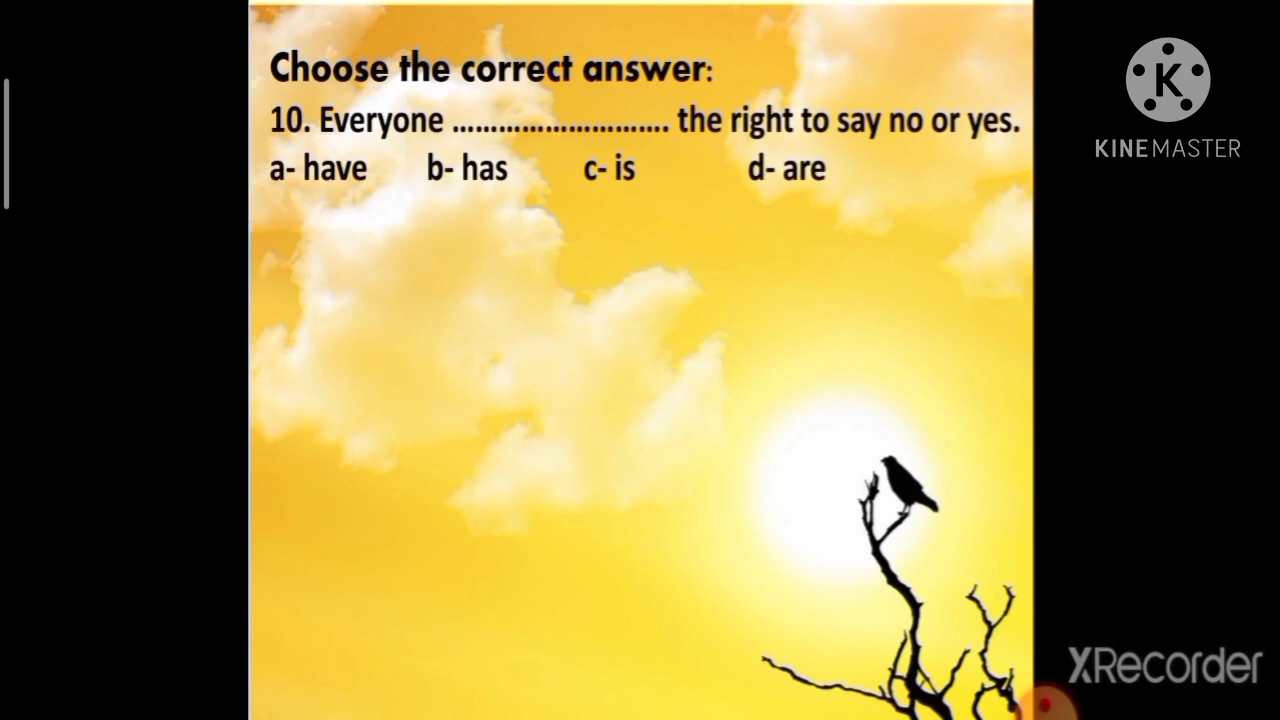 Choose the correct answer:
10. Everyone ............................ the right to say no or yes.
a- have b- has c- is d- are
K
KINEMASTER
XRecorder